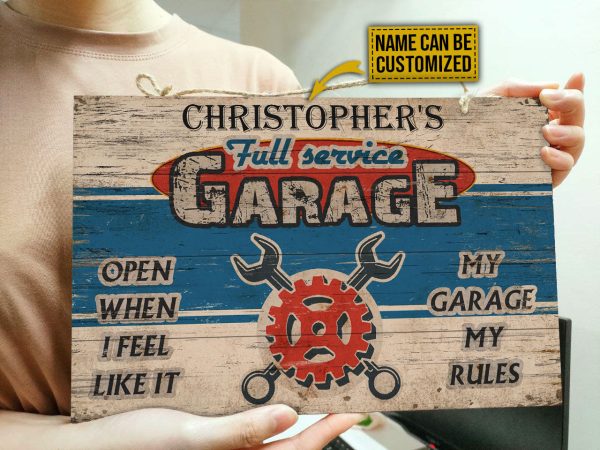 NAME CAN BE
CUSTOMIZED
CHRISTOPHER'S
Full service
GARAGE
OPEN
WHEN
I FEEL
LIKE IT
MY
GARAGE
MY
RULES